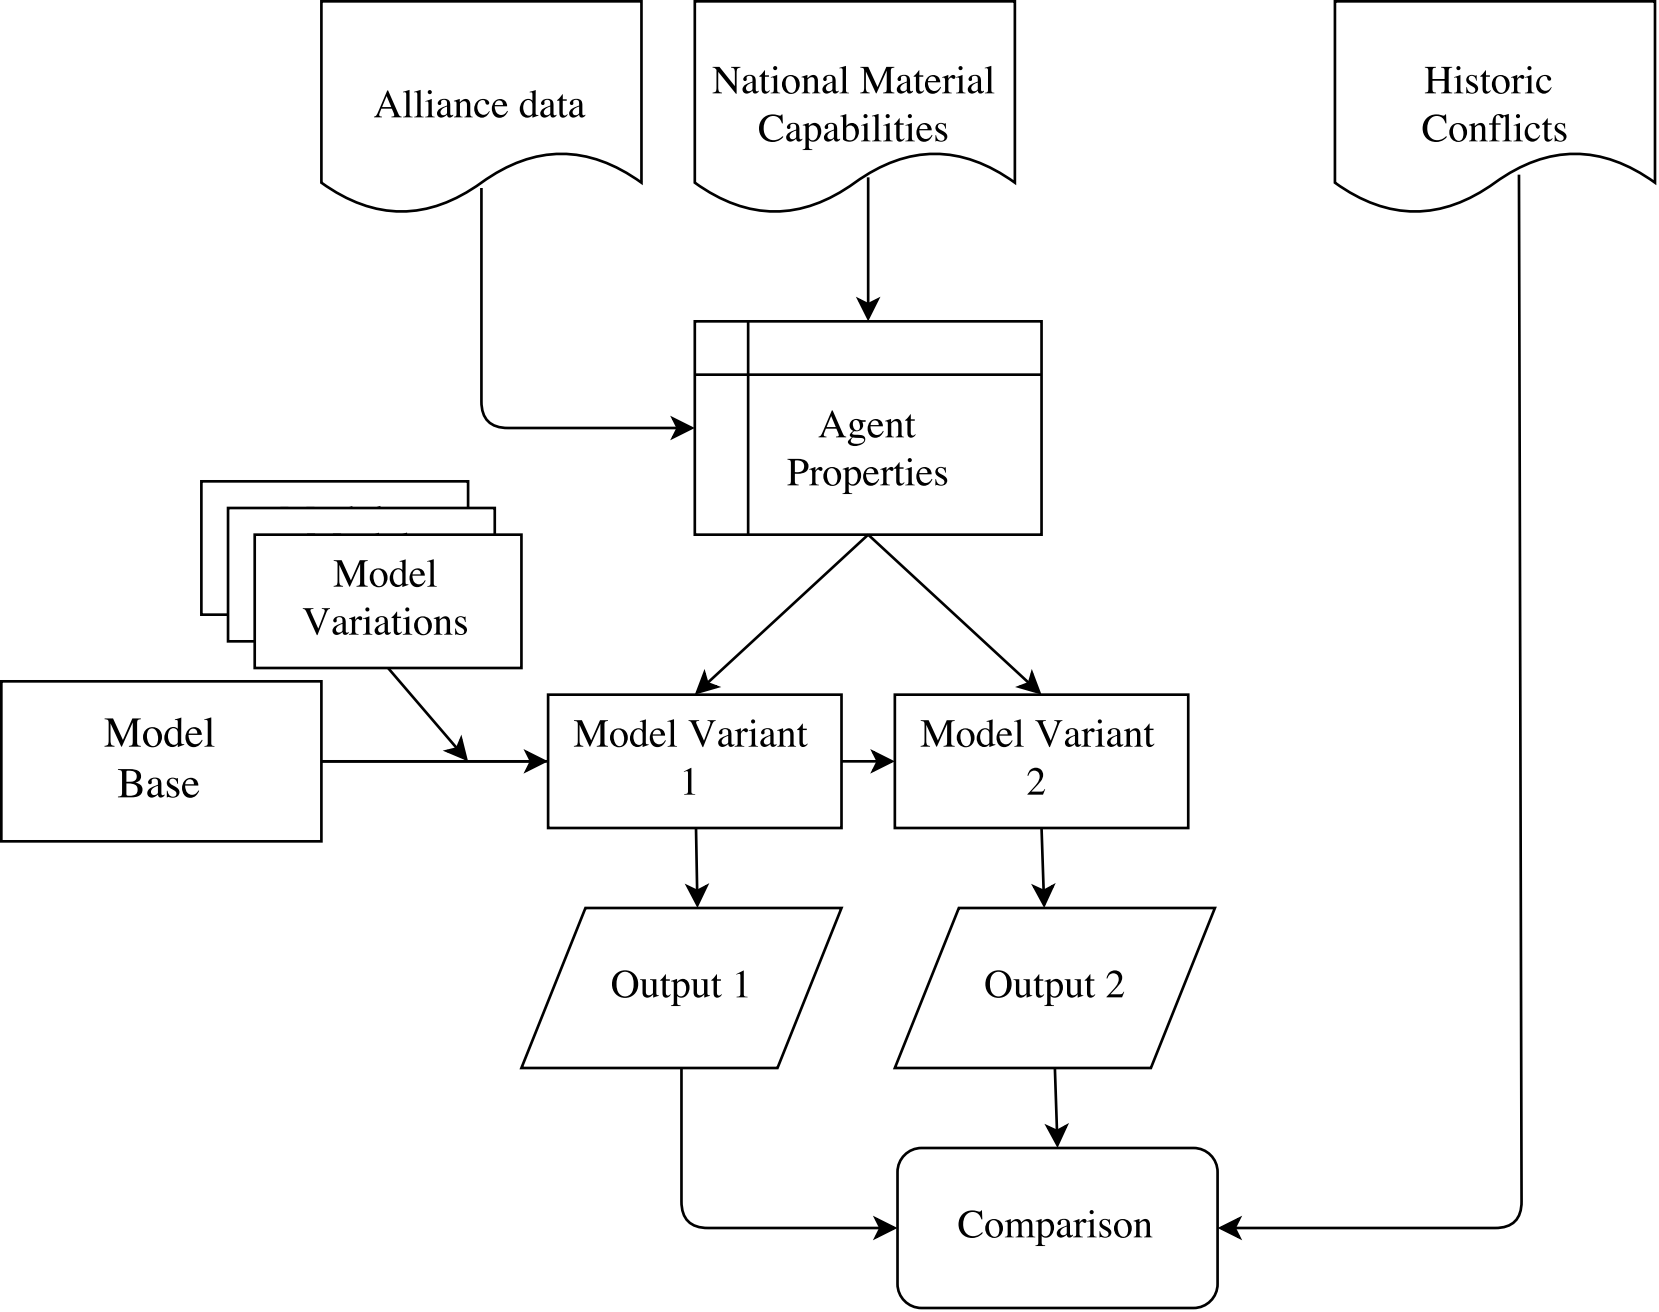 Alliance data
National Material
Capabilities
Historic
Conflicts
Agent
Properties
Model
Variations
Model
Base
Model Variant
1
Model Variant
2
Output 1
Output 2
Comparison